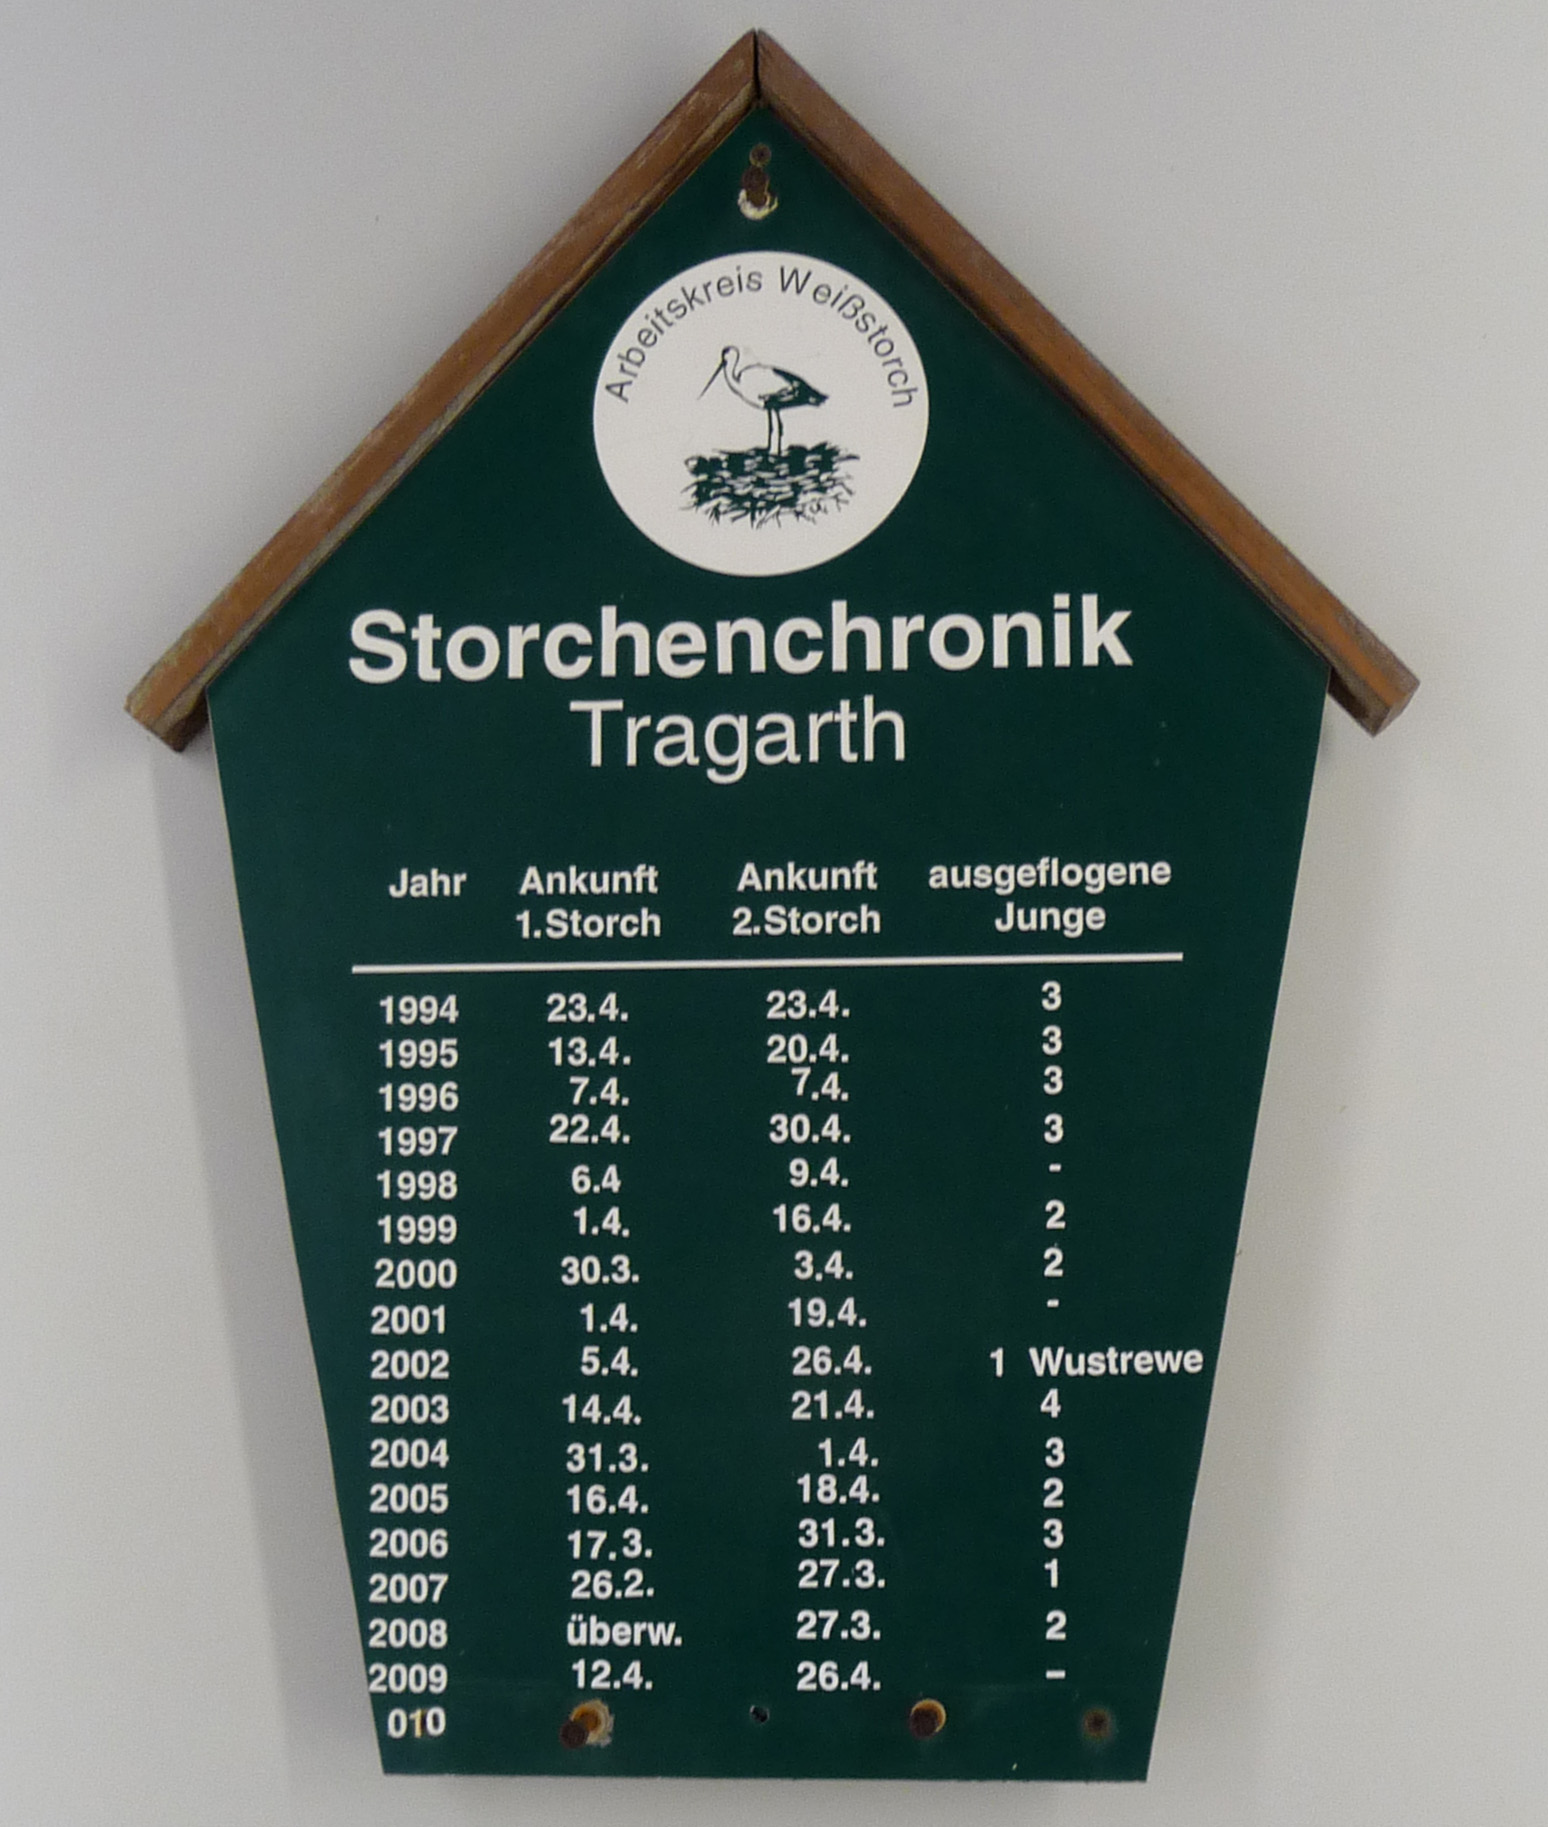 Arbeitskreis Weißstorch
Storchenchronik
Tragarth
Jahr Ankunft Ankunft ausgeflogene
1.Storch 2.Storch Junge
1994 23.4. 23.4. 3
1995 13.4. 20.4. 3
1996 7.4. 7.4. 3
1997 22.4. 30.4. 3
1998 6.4 9.4. -
1999 1.4. 16.4. 2
2000 30.3. 3.4. 2
2001 1.4. 19.4. -
2002 5.4. 26.4. 1 Wustrewe
2003 14.4. 21.4. 4
2004 31.3. 1.4. 3
2005 16.4. 18.4. 2
2006 17.3. 31.3. 3
2007 26.2. 27.3. 1
2008 überw. 27.3. 2
2009 12.4. 26.4. –
010